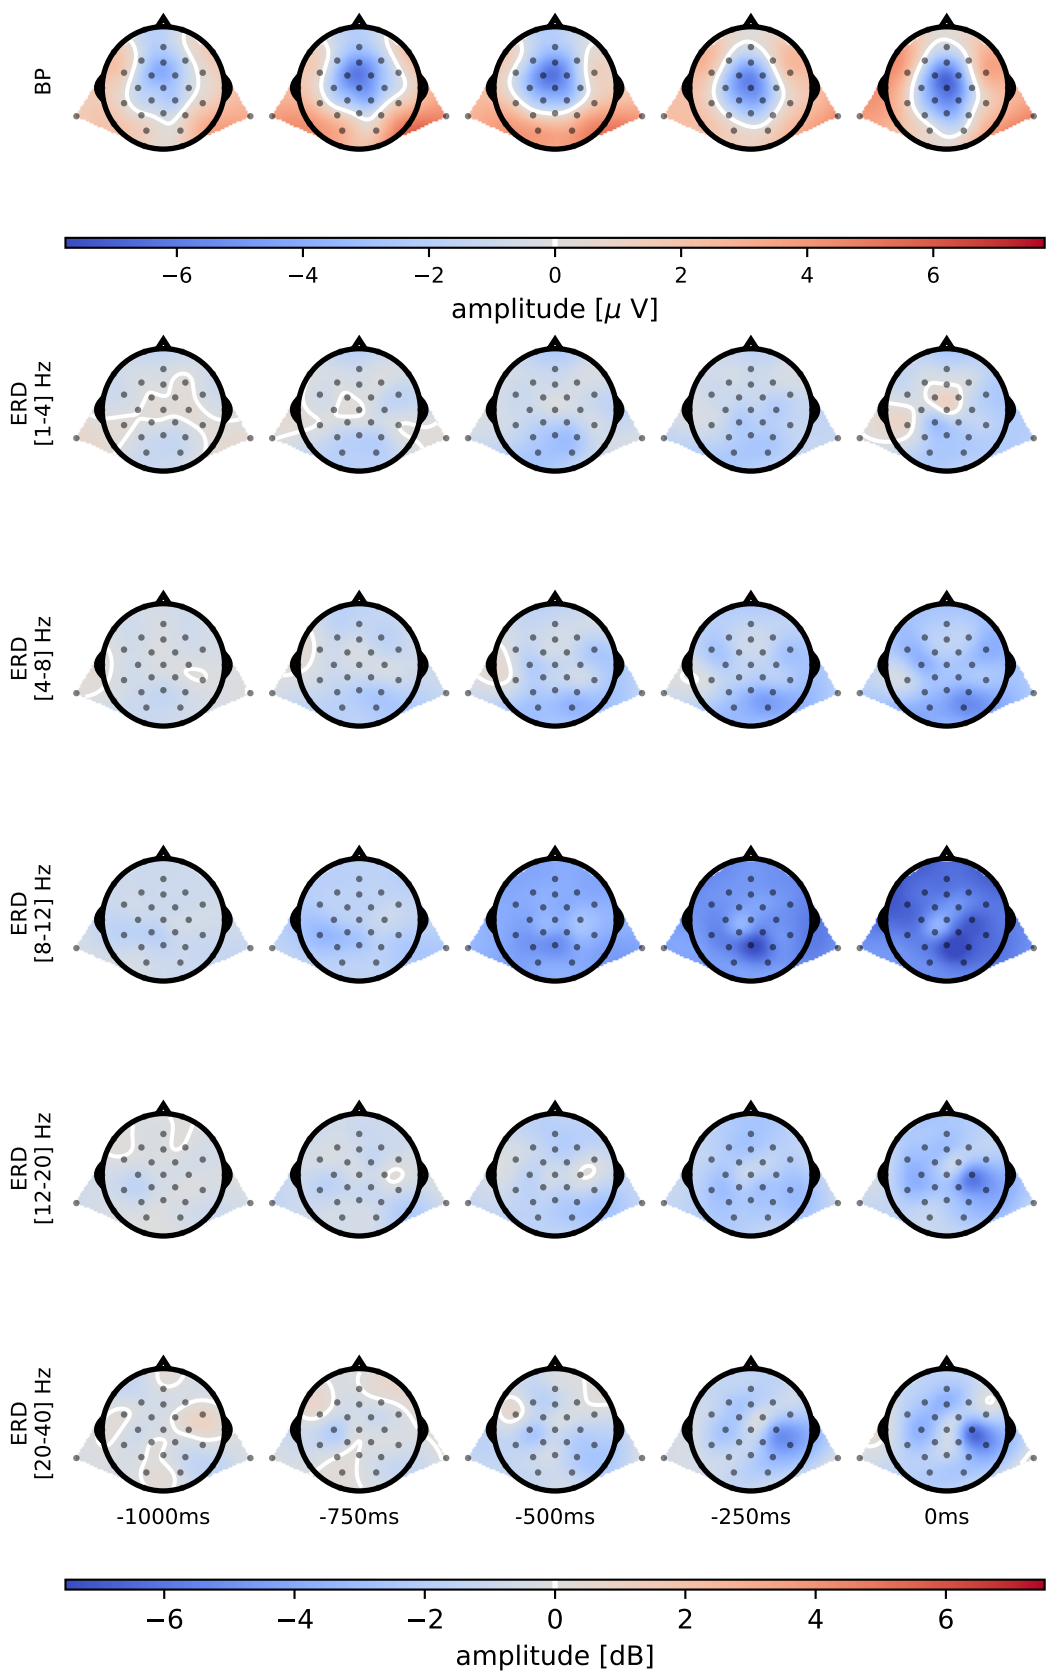 BP
−6 −4 −2 0 2 4 6
amplitude [μ V]
ERD
[1-4] Hz
ERD
[4-8] Hz
ERD
[8-12] Hz
ERD
[12-20] Hz
ERD
[20-40] Hz
-1000ms -750ms -500ms -250ms 0ms
−6 −4 −2 0 2 4 6
amplitude [dB]